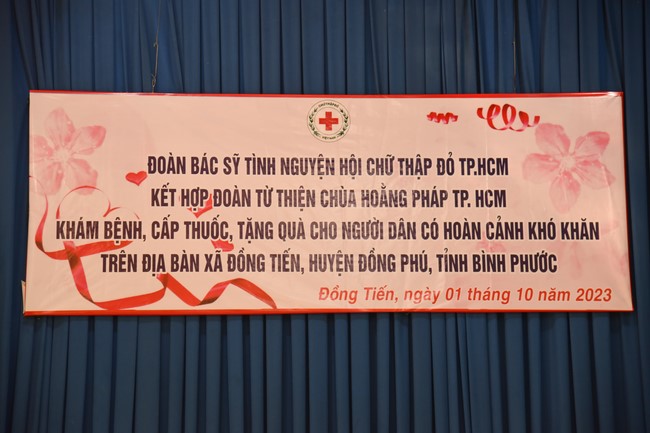 ĐOÀN BÁC SỸ TÌNH NGUYỆN HỘI CHỮ THẬP ĐỎ TP.HCM
KẾT HỢP ĐOÀN TỪ THIỆN CHÙA HOẰNG PHÁP TP. HCM
KHÁM BỆNH, CẤP THUỐC, TẶNG QUÀ CHO NGƯỜI DÂN CÓ HOÀN CẢNH KHÓ KHĂN
TRÊN ĐỊA BÀN XÃ ĐỒNG TIẾN, HUYỆN ĐỒNG PHÚ, TỈNH BÌNH PHƯỚC
Đồng Tiến, ngày 01 tháng 10 năm 2023